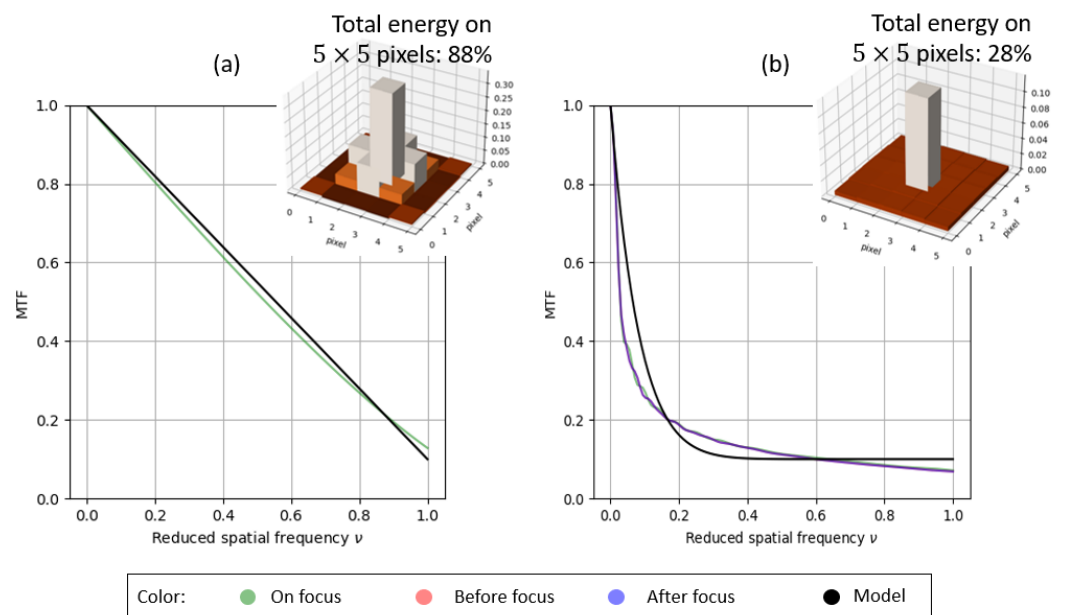 Total energy on
5 × 5 pixels: 88%
(a)
0.30
0.25
0.20
0.15
0.10
0.05
0.00
0
1
2
3
4
5
pixel
0
1
2
3
4
5
pixel
1.0
0.8
0.6
0.4
0.2
0.0
MTF
0.0 0.2 0.4 0.6 0.8 1.0
Reduced spatial frequency ν
Total energy on
5 × 5 pixels: 28%
(b)
0.10
0.08
0.06
0.04
0.02
0.00
0
1
2
3
4
5
pixel
0
1
2
3
4
5
pixel
1.0
0.8
0.6
0.4
0.2
0.0
MTF
0.0 0.2 0.4 0.6 0.8 1.0
Reduced spatial frequency ν
Color: On focus Before focus After focus Model